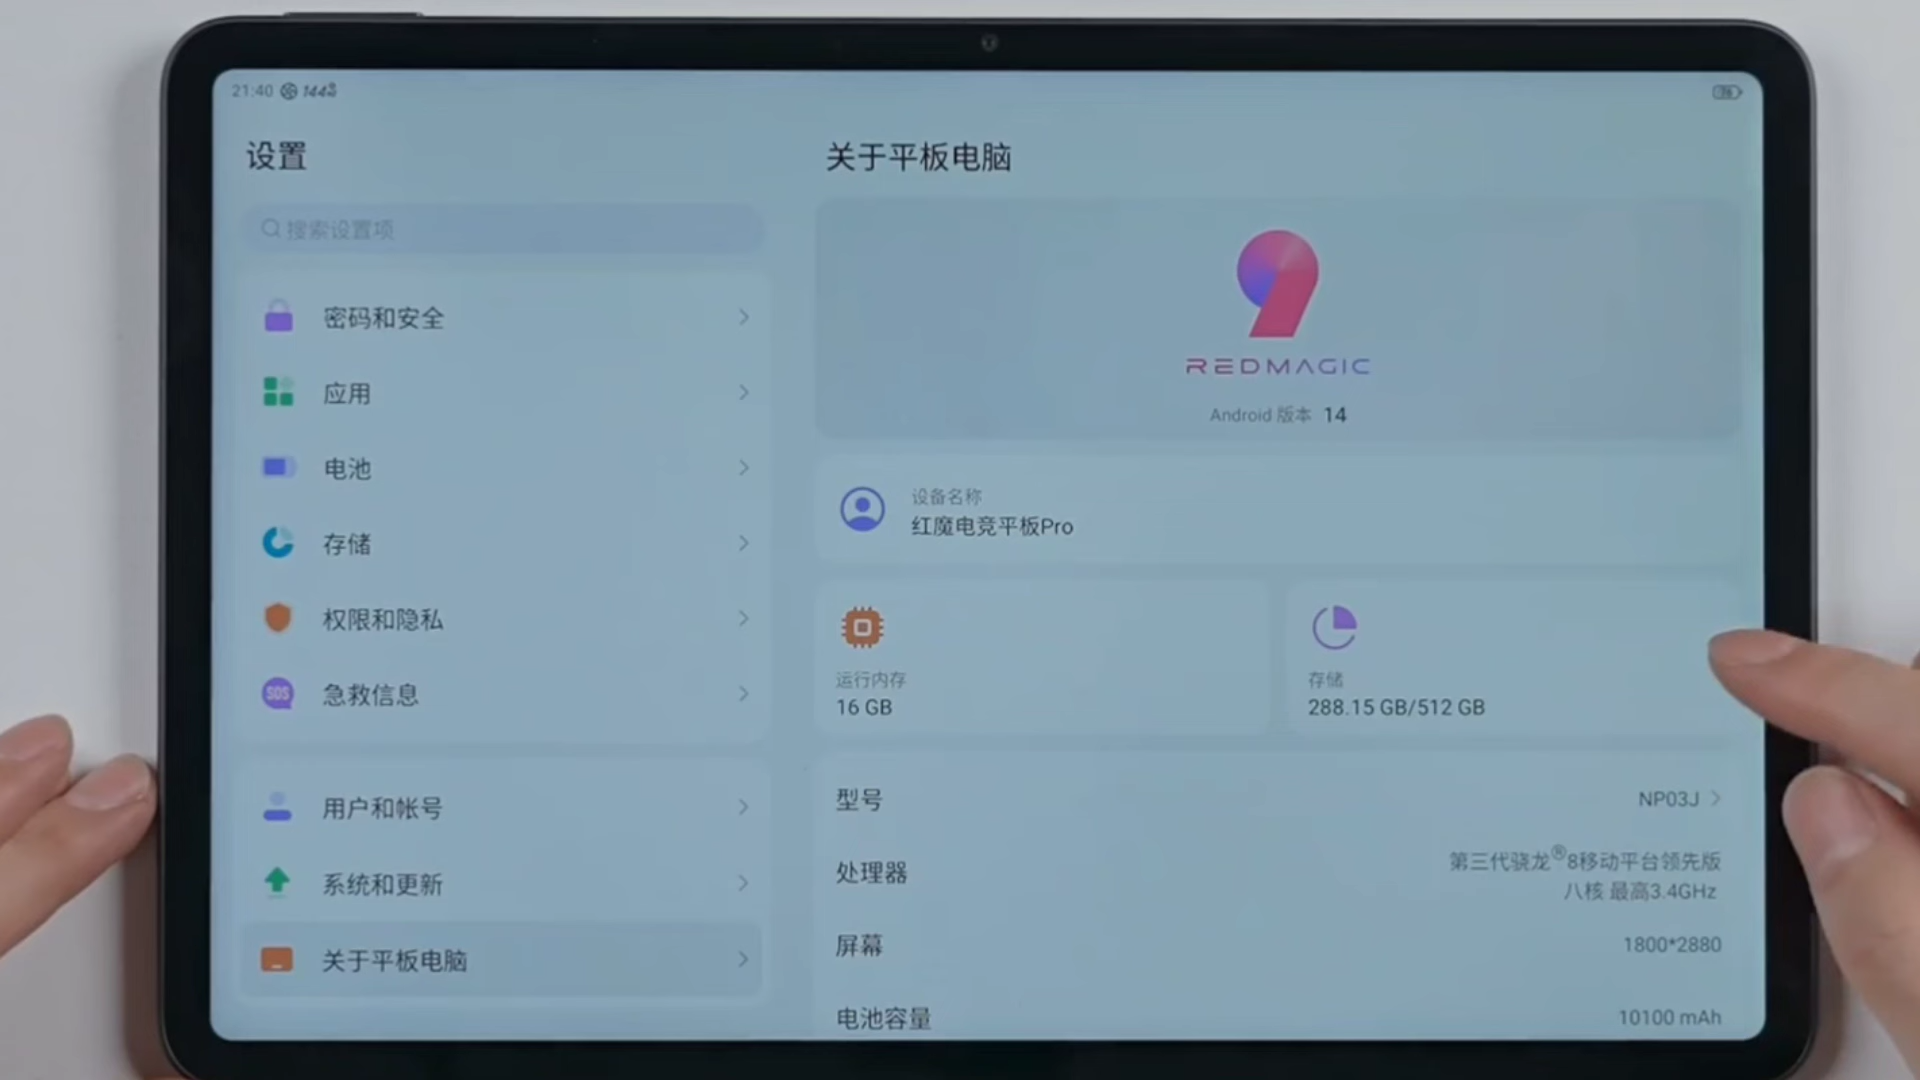 21:40 144
设置
搜索设置项
密码和安全
应用
电池
存储
权限和隐私
SOS 急救信息
用户和帐号
系统和更新
关于平板电脑
关于平板电脑
9
REDMAGIC
Android 版本 14
设备名称
红魔电竞平板Pro
运行内存
16 GB
存储
288.15 GB/512 GB
型号 NP03J
处理器 第三代骁龙®8移动平台领先版
八核 最高3.4GHz
屏幕 1800*2880
电池容量 10100 mAh